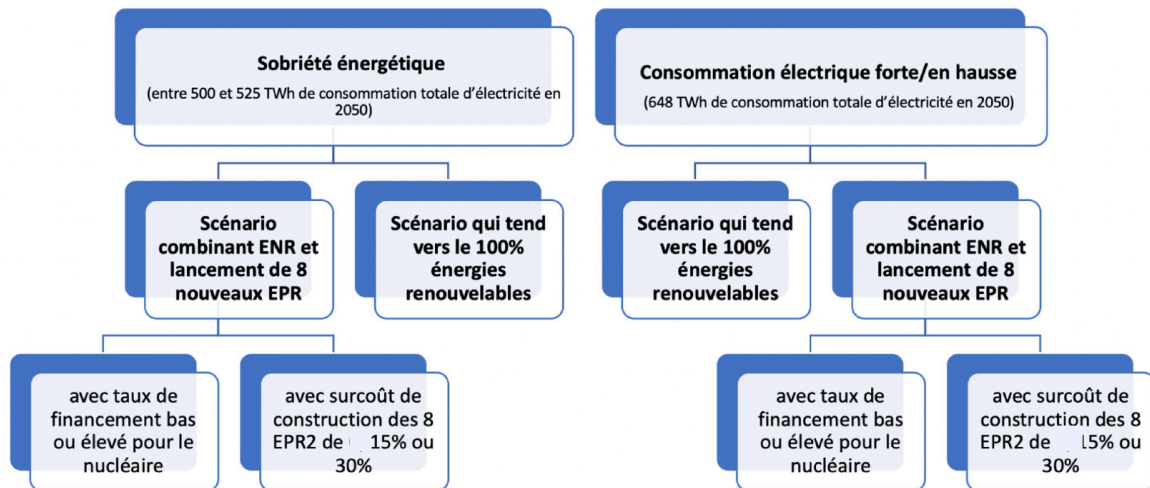 Sobriété énergétique
(entre 500 et 525 TWh de consommation totale d'électricité en
2050)
Consommation électrique forte/en hausse
(648 TWh de consommation totale d'électricité en 2050)
Scénario
combinant ENR et
lancement de 8
nouveaux EPR
Scénario qui tend
vers le 100%
énergies
renouvelables
Scénario qui tend
vers le 100%
énergies
renouvelables
Scénario
combinant ENR et
lancement de 8
nouveaux EPR
avec taux de
financement bas
ou élevé pour le
nucléaire
avec surcoût de
construction des 8
EPR2 de 15% ou
30%
avec taux de
financement bas
ou élevé pour le
nucléaire
avec surcoût de
construction des 8
EPR2 de 15% ou
30%